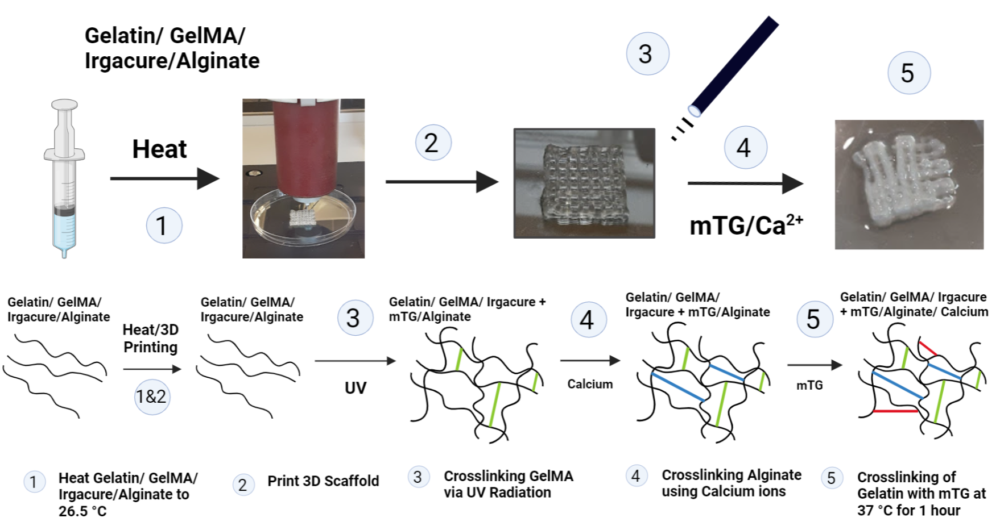 Gelatin/ GelMA/
Irgacure/Alginate
Heat
1
2
3
4
mTG/Ca²⁺
5
Gelatin/ GelMA/
Irgacure/Alginate
Heat/3D
Printing
1&2
Gelatin/ GelMA/
Irgacure/Alginate
3
UV
Gelatin/ GelMA/ Irgacure +
mTG/Alginate
4
Calcium
Gelatin/ GelMA/
Irgacure + mTG/Alginate
5
mTG
Gelatin/ GelMA/ Irgacure
+ mTG/Alginate/ Calcium
1
Heat Gelatin/ GelMA/
Irgacure/Alginate to
26.5 °C
2
Print 3D Scaffold
3
Crosslinking GelMA
via UV Radiation
4
Crosslinking Alginate
using Calcium ions
5
Crosslinking of
Gelatin with mTG at
37 °C for 1 hour